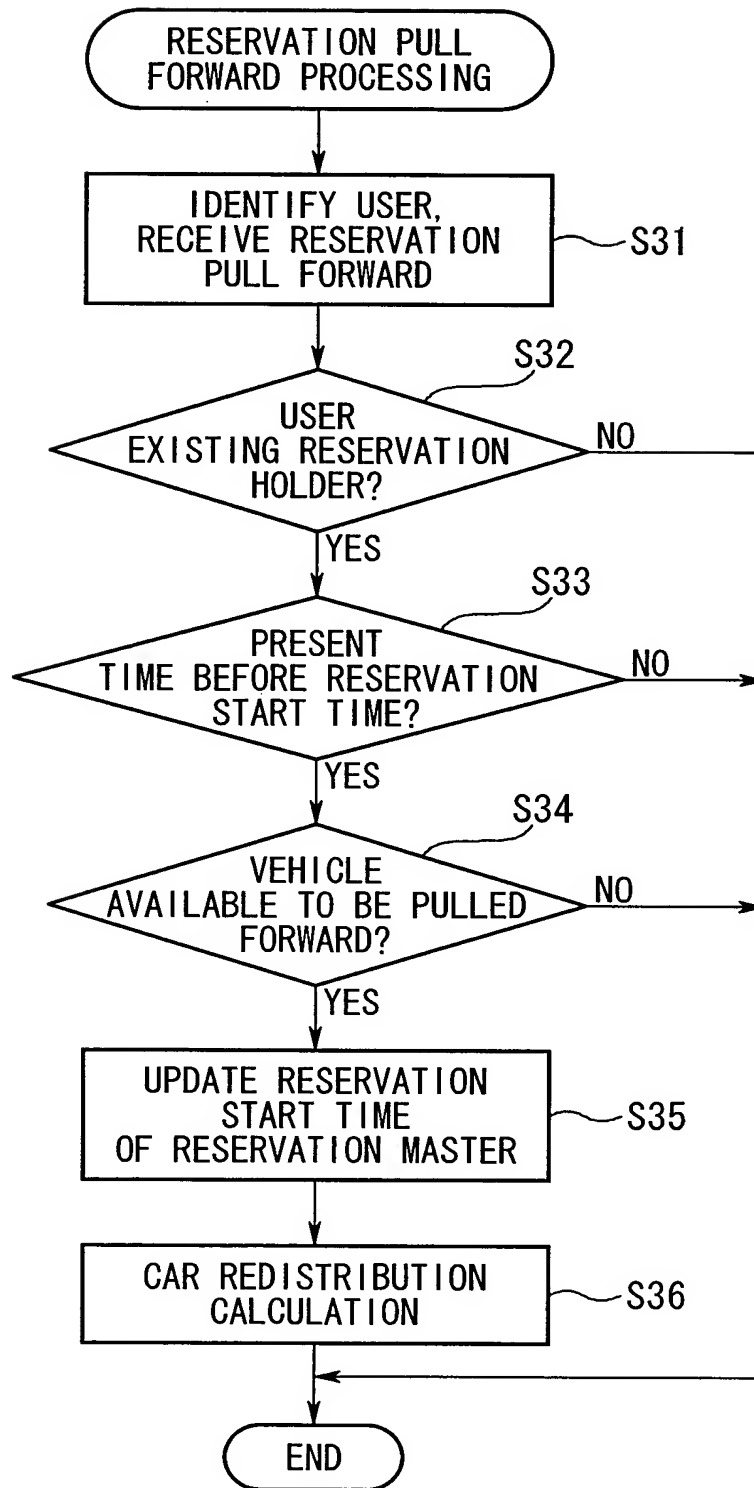 RESERVATION PULL
FORWARD PROCESSING
IDENTIFY USER,
RECEIVE RESERVATION
PULL FORWARD
S31
S32
USER
EXISTING RESERVATION
HOLDER?
NO
YES
S33
PRESENT
TIME BEFORE RESERVATION
START TIME?
NO
YES
S34
VEHICLE
AVAILABLE TO BE PULLED
FORWARD?
NO
YES
UPDATE RESERVATION
START TIME
OF RESERVATION MASTER
S35
CAR REDISTRIBUTION
CALCULATION
S36
END